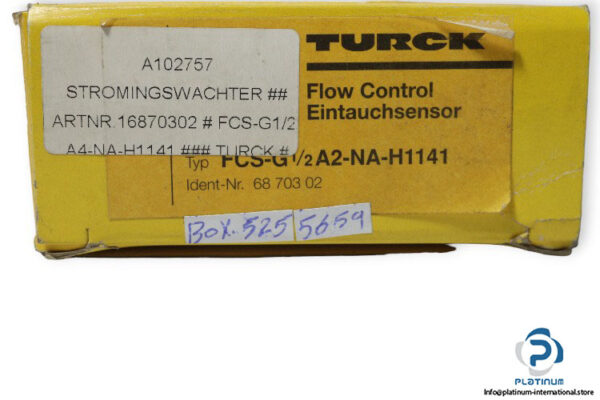 A102757
STROMINGSWACHTER ##
ARTNR.16870302 # FCS-G1/2
A4-NA-H1141 ### TURCK #
TURCK
Flow Control
Eintauchsensor
Typ FCS-G1/2A2-NA-H1141
Ident-Nr. 68 703 02
BOX.525 5659
PLATINUM
Info@platinum-international.store